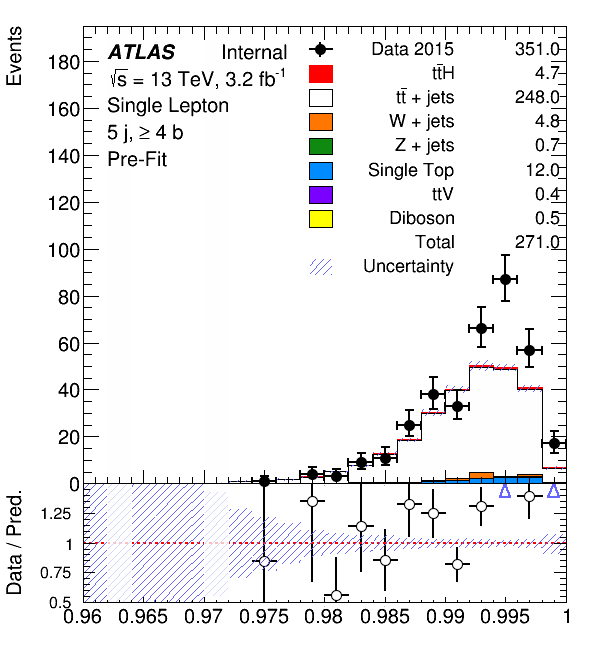 Events
180
160
140
120
100
80
60
40
20
0
ATLAS Internal
√s = 13 TeV, 3.2 fb⁻¹
Single Lepton
5 j, ≥ 4 b
Pre-Fit
Data 2015 351.0
tt̄H 4.7
tt̄ + jets 248.0
W + jets 4.8
Z + jets 0.7
Single Top 12.0
ttV 0.4
Diboson 0.5
Total 271.0
Uncertainty
Data / Pred.
1.25
1
0.75
0.5
0.96 0.965 0.97 0.975 0.98 0.985 0.99 0.995 1